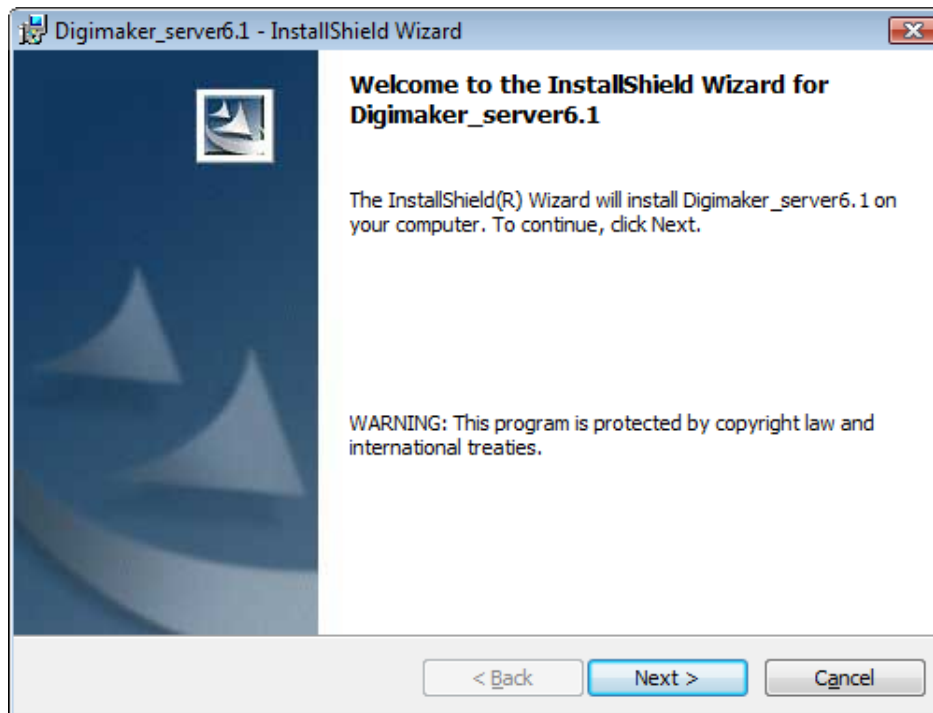 Digimaker_server6.1 - InstallShield Wizard
Welcome to the InstallShield Wizard for
Digimaker_server6.1
The InstallShield(R) Wizard will install Digimaker_server6.1 on
your computer. To continue, click Next.
WARNING: This program is protected by copyright law and
international treaties.
< Back Next > Cancel